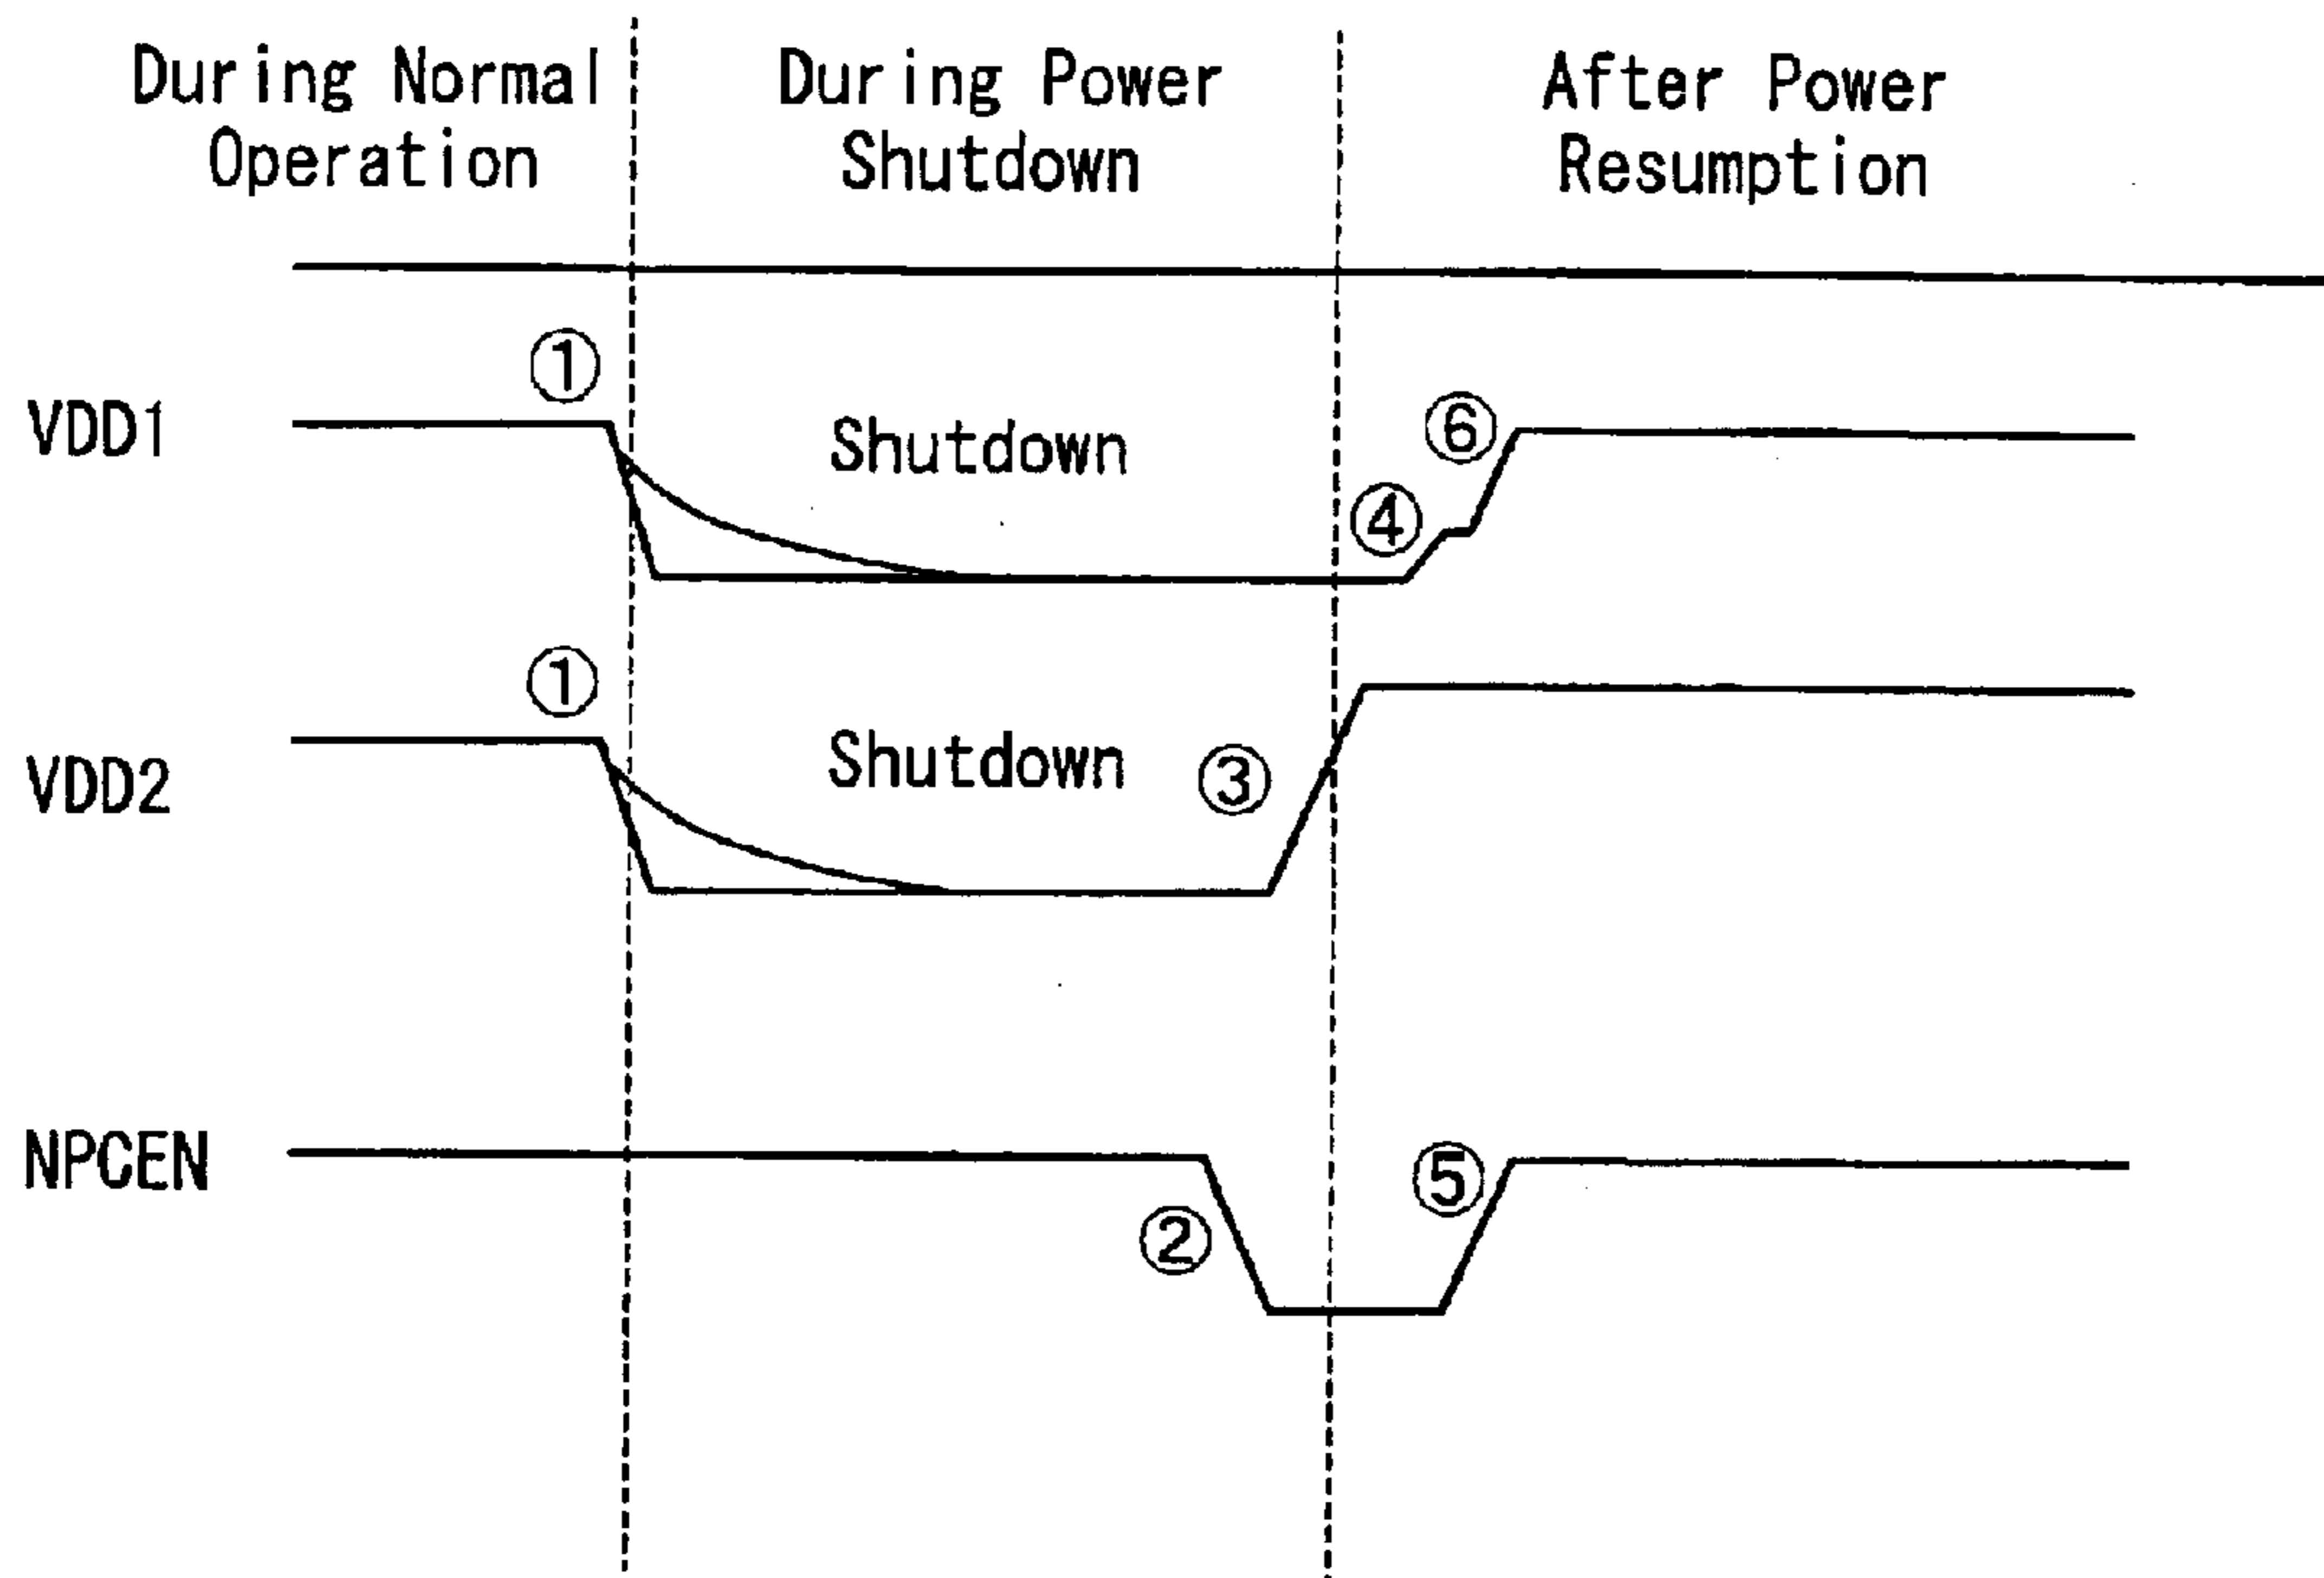 During Normal
Operation
During Power
Shutdown
After Power
Resumption
①
VDD1
Shutdown
⑥
④
①
VDD2
Shutdown
③
NPCEN
②
⑤